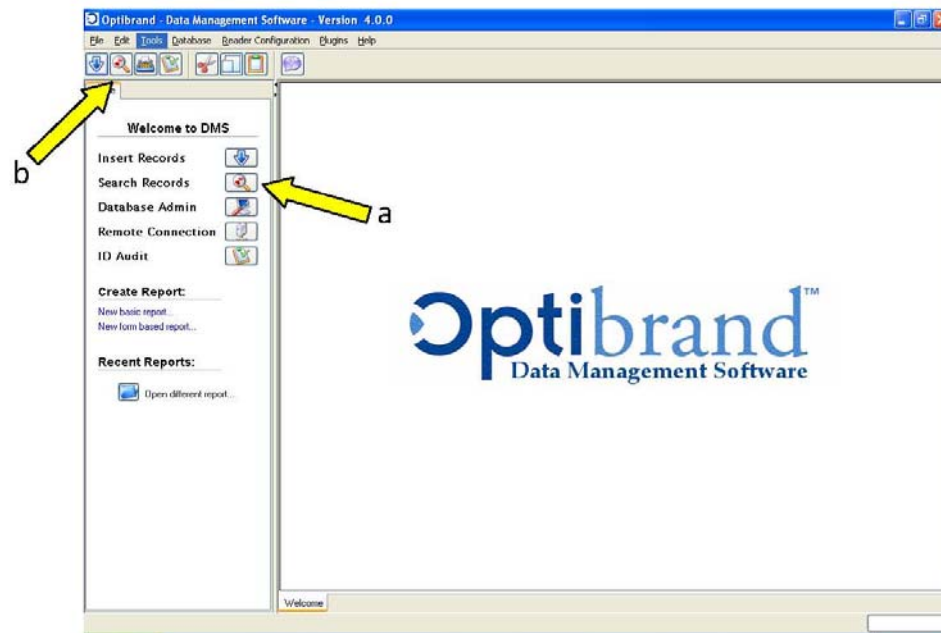 Optibrand - Data Management Software - Version 4.0.0
File Edit Tools Database Reader Configuration Plugins Help
b
Welcome to DMS
Insert Records
Search Records
a
Database Admin
Remote Connection
ID Audit
Create Report:
New basic report...
New form based report...
Recent Reports:
Open different report...
Optibrand™
Data Management Software
Welcome